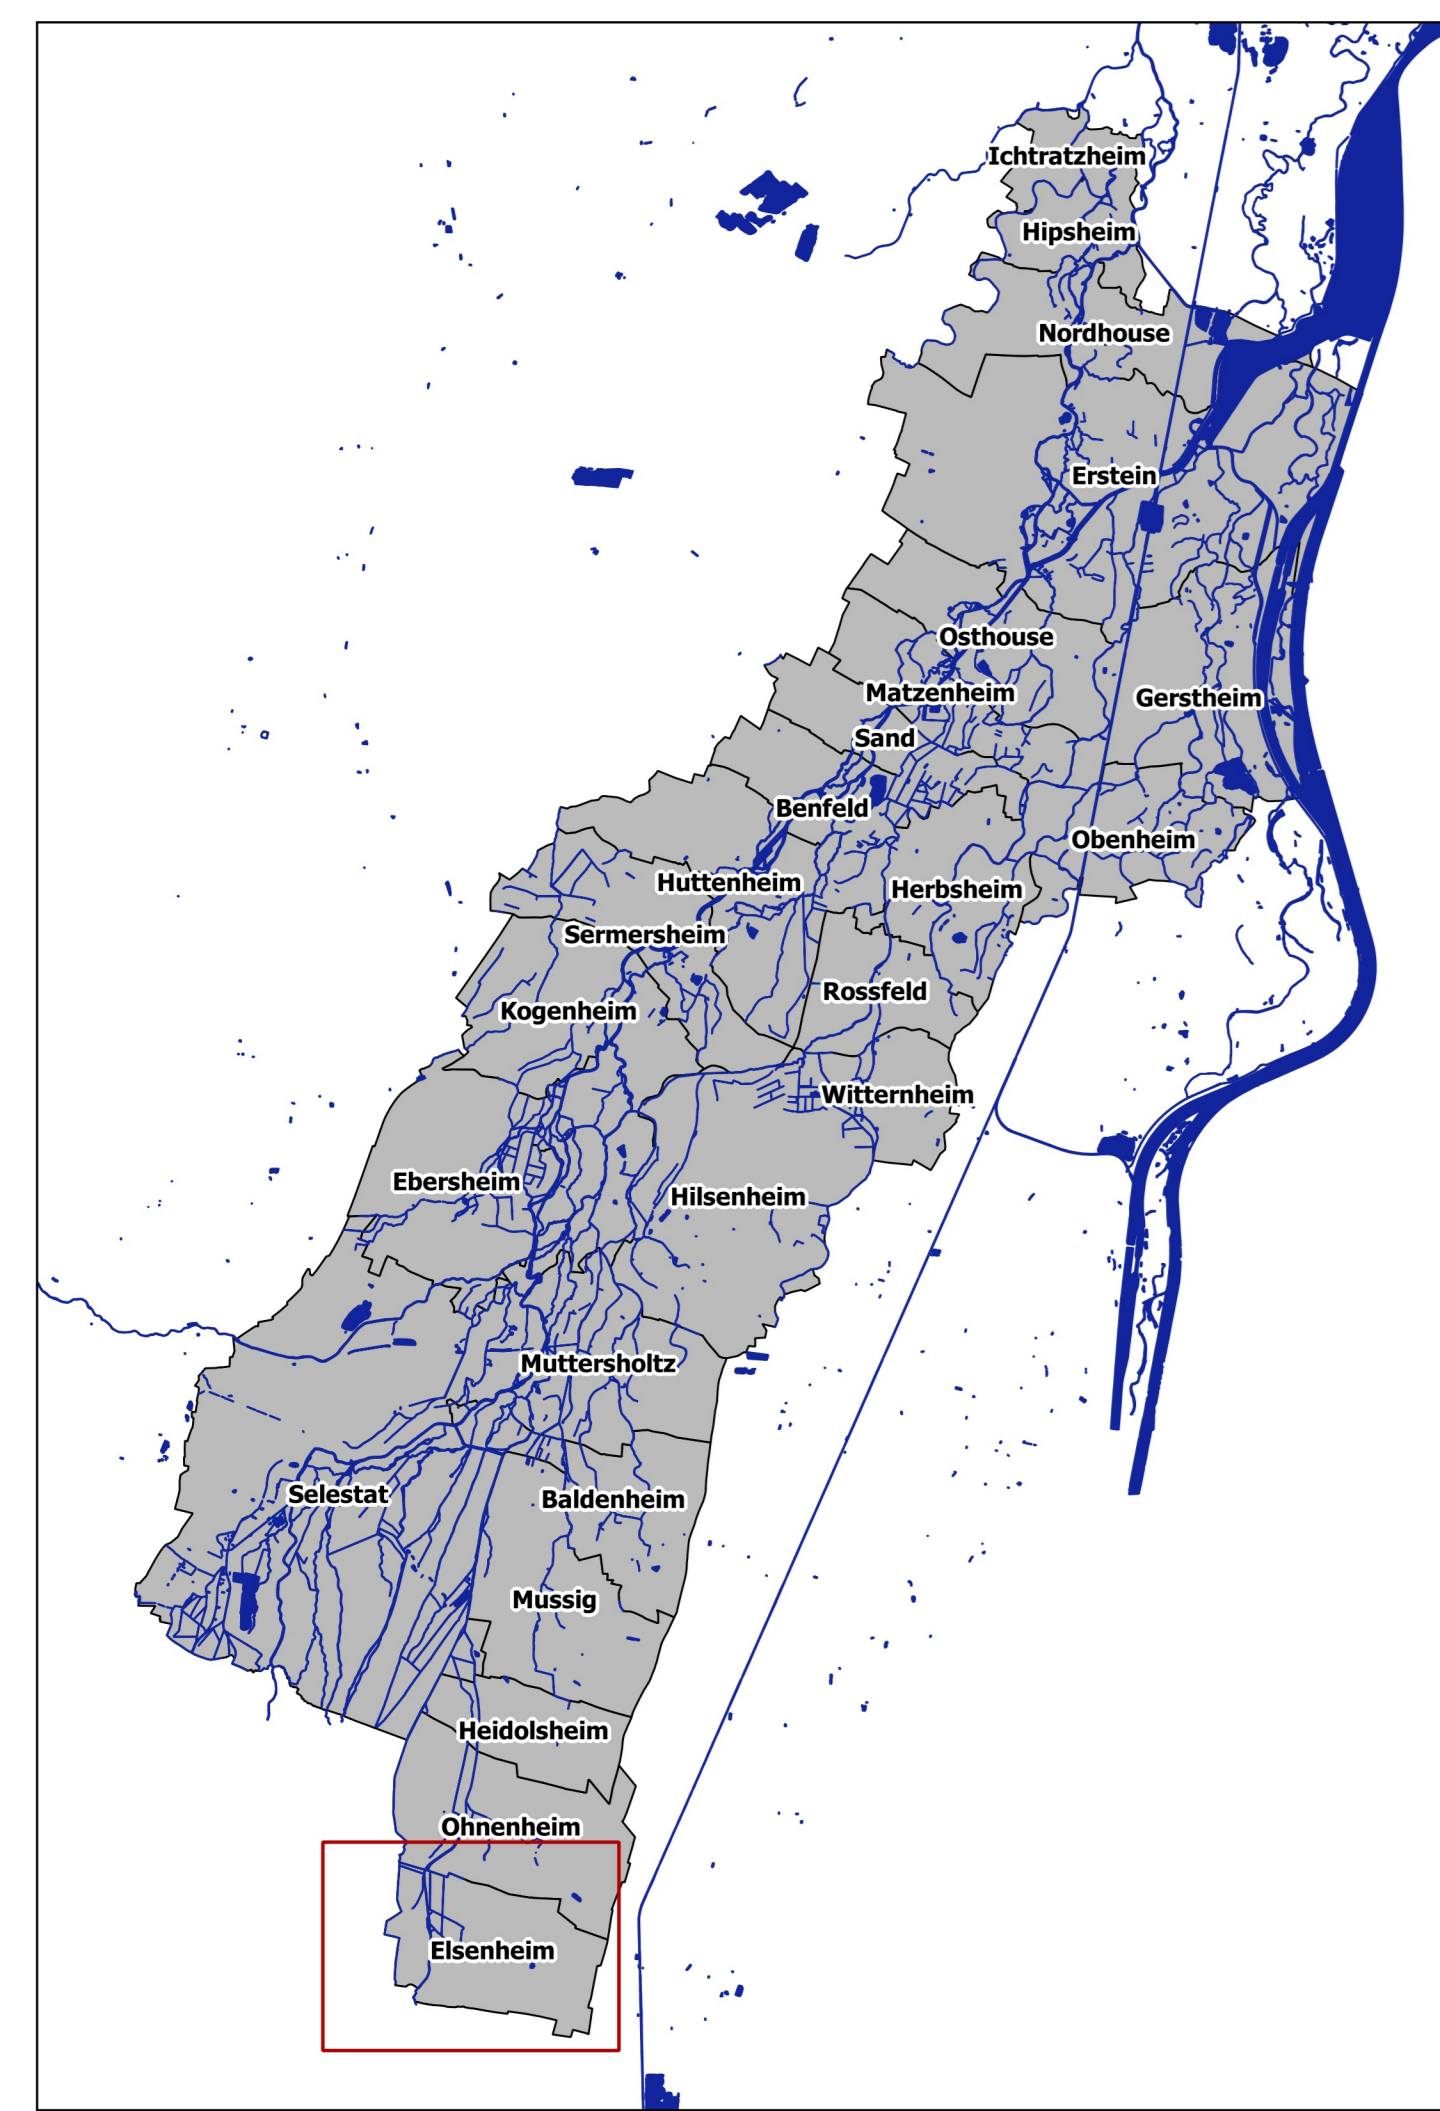 Ichtratzheim
Hipsheim
Nordhouse
Erstein
Osthouse
Matzenheim
Gerstheim
Sand
Benfeld
Obenheim
Huttenheim
Herbsheim
Sermersheim
Rossfeld
Kogenheim
Witternheim
Ebersheim
Hilsenheim
Muttersholtz
Selestat
Baldenheim
Mussig
Heidolsheim
Ohnenheim
Elsenheim